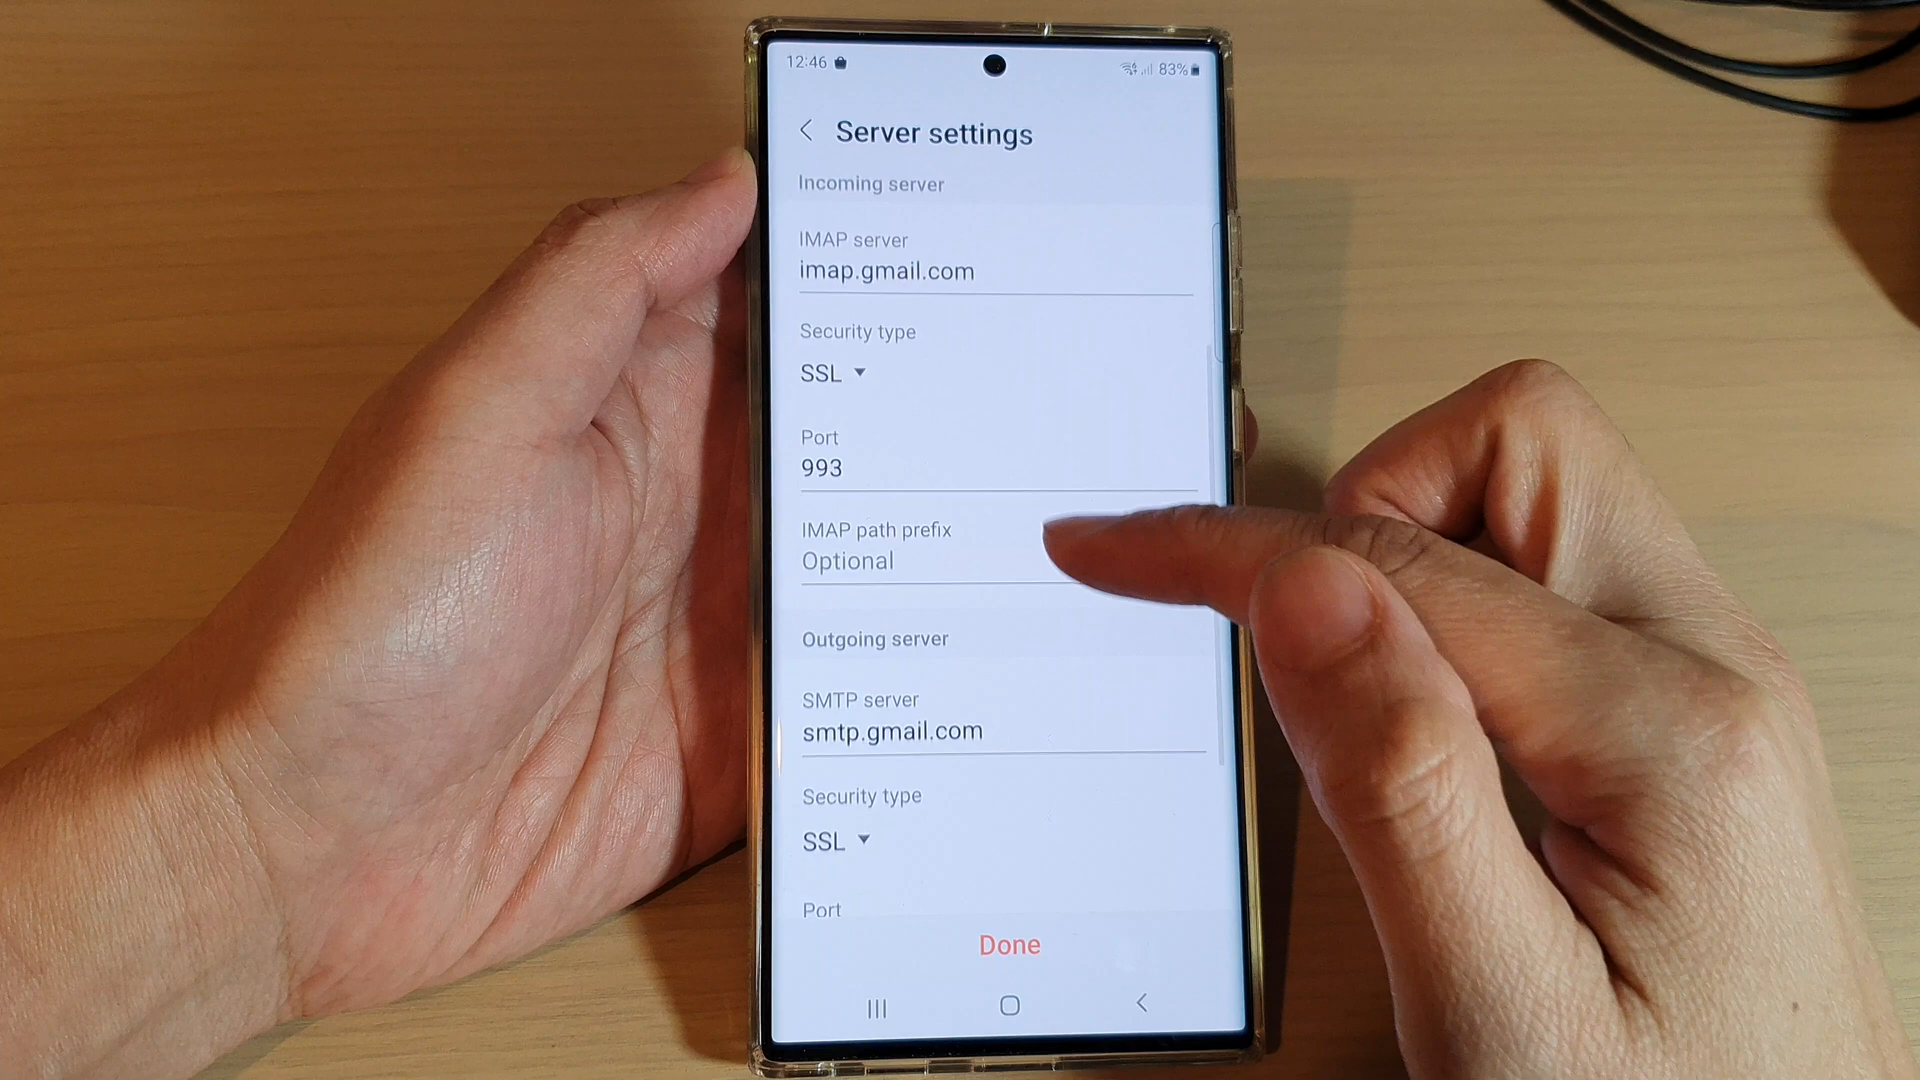 12:46 83%
Server settings
Incoming server
IMAP server
imap.gmail.com
Security type
SSL
Port
993
IMAP path prefix
Optional
Outgoing server
SMTP server
smtp.gmail.com
Security type
SSL
Port
Done